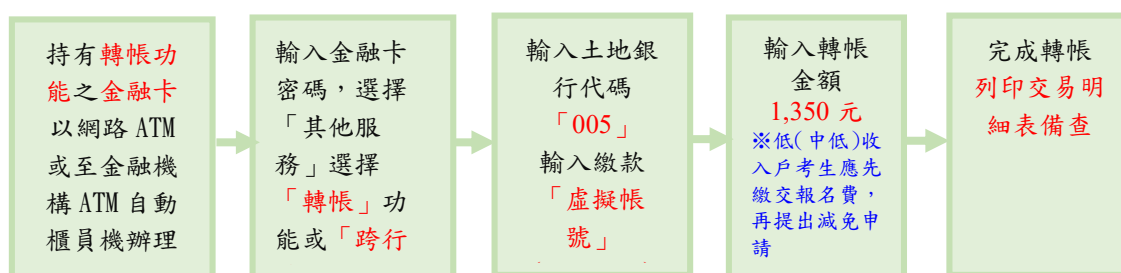 持有轉帳功
能之金融卡
以網路 ATM
或至金融機
構 ATM 自動
櫃員機辦理
輸入金融卡
密碼，選擇
「其他服
務」選擇
「轉帳」功
能或「跨行
輸入土地銀
行代碼
「005」
輸入繳款
「虛擬帳
號」
輸入轉帳
金額
1,350 元
※低(中低)收
入戶考生應先
繳交報名費，
再提出減免申
請
完成轉帳
列印交易明
細表備查